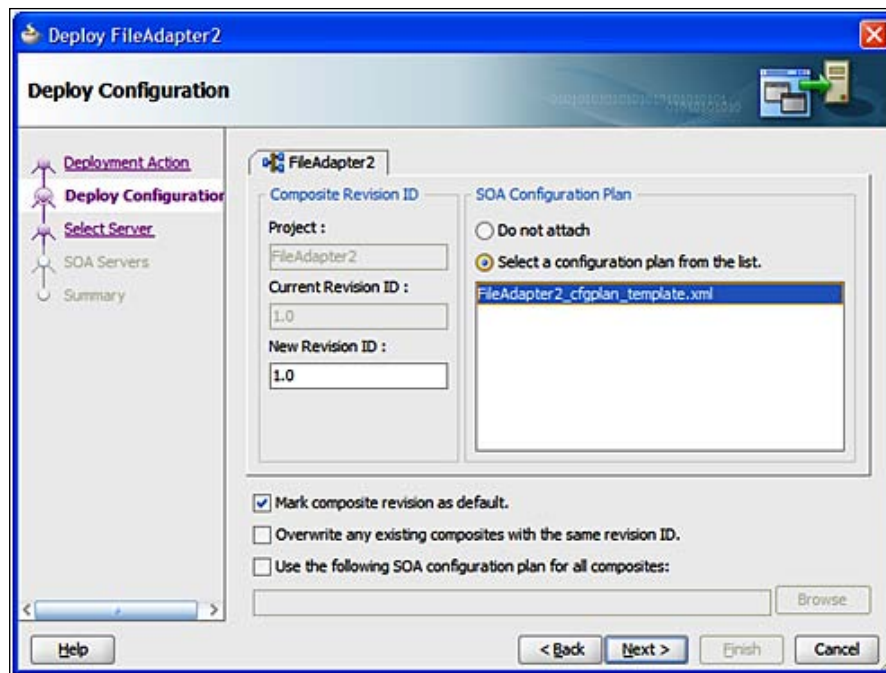 Deploy FileAdapter2
Deploy Configuration
Deployment Action
Deploy Configuration
Select Server
SOA Servers
Summary
FileAdapter2
Composite Revision ID
Project :
FileAdapter2
Current Revision ID :
1.0
New Revision ID :
1.0
SOA Configuration Plan
Do not attach
Select a configuration plan from the list.
FileAdapter2_cfgplan_template.xml
Mark composite revision as default.
Overwrite any existing composites with the same revision ID.
Use the following SOA configuration plan for all composites:
Browse
Help
< Back
Next >
Finish
Cancel